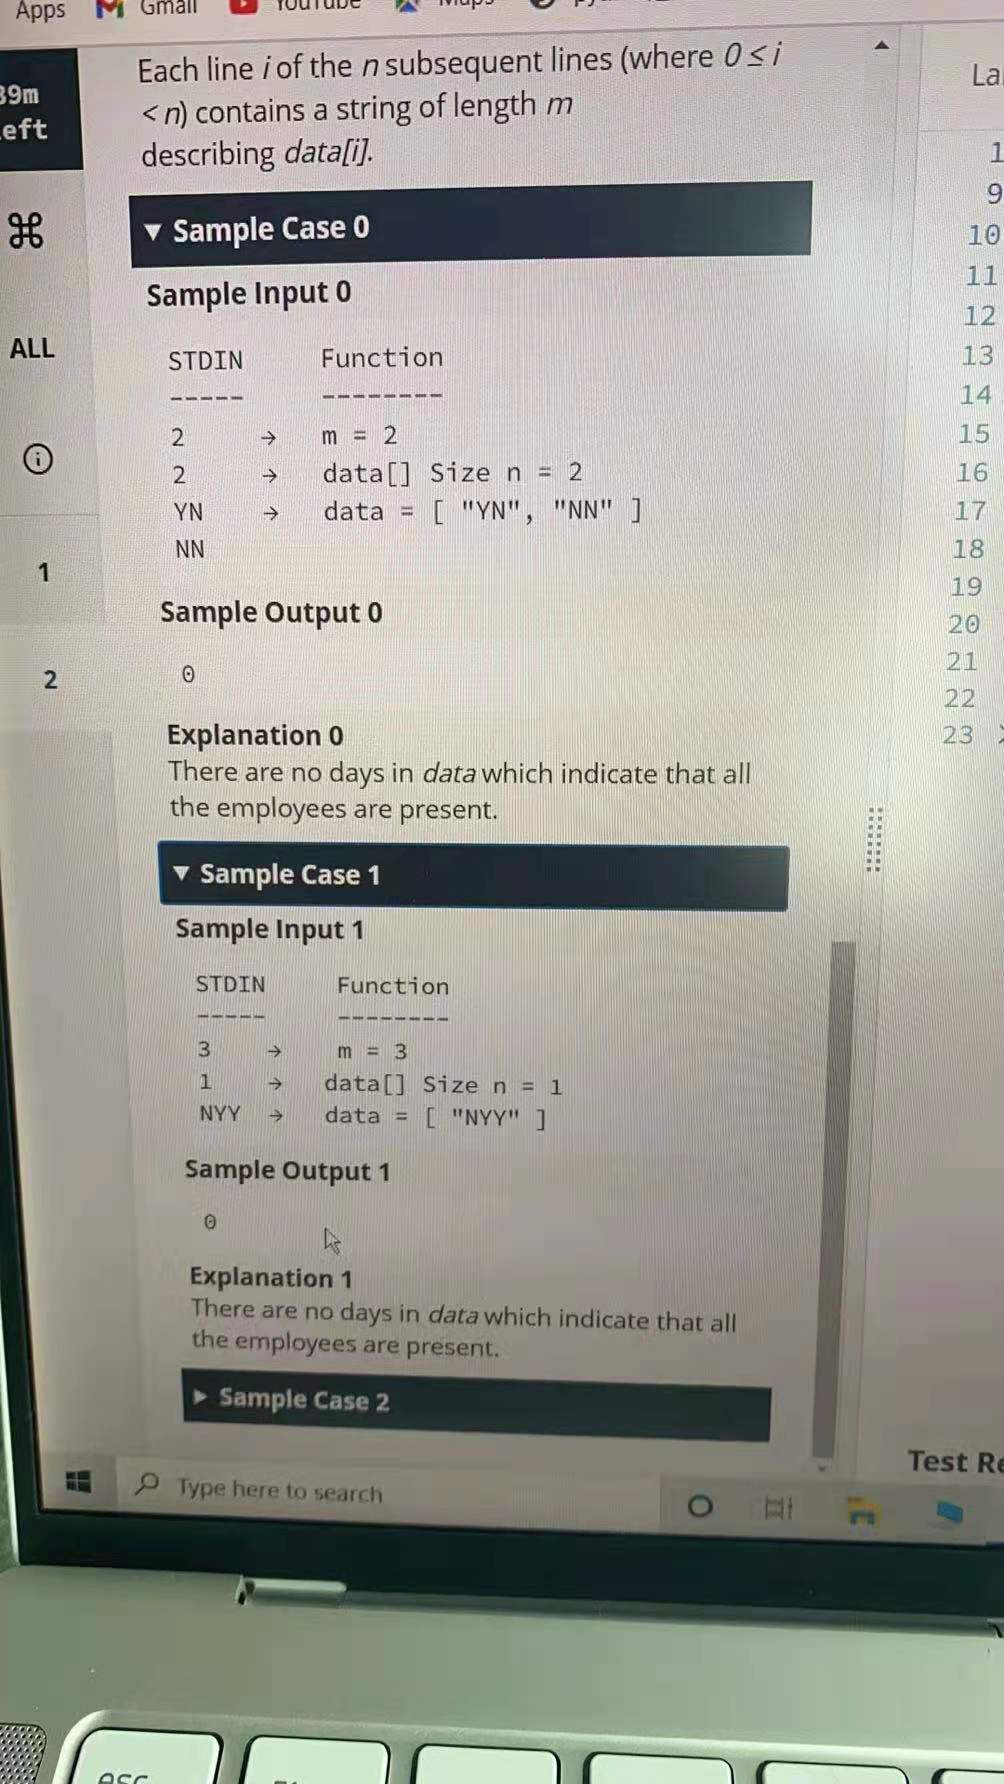 Apps Gmail YouTube Maps
39m
Left
Each line i of the n subsequent lines (where 0 ≤ i
< n) contains a string of length m
describing data[i].
▼ Sample Case 0
Sample Input 0
STDIN Function
----- --------
2 → m = 2
2 → data[] Size n = 2
YN → data = [ "YN", "NN" ]
NN
Sample Output 0
0
Explanation 0
There are no days in data which indicate that all
the employees are present.
▼ Sample Case 1
Sample Input 1
STDIN Function
----- --------
3 → m = 3
1 → data[] Size n = 1
NYY → data = [ "NYY" ]
Sample Output 1
0
Explanation 1
There are no days in data which indicate that all
the employees are present.
► Sample Case 2
ALL
1
2
La
1
9
10
11
12
13
14
15
16
17
18
19
20
21
22
23
Test Re
Type here to search
esc